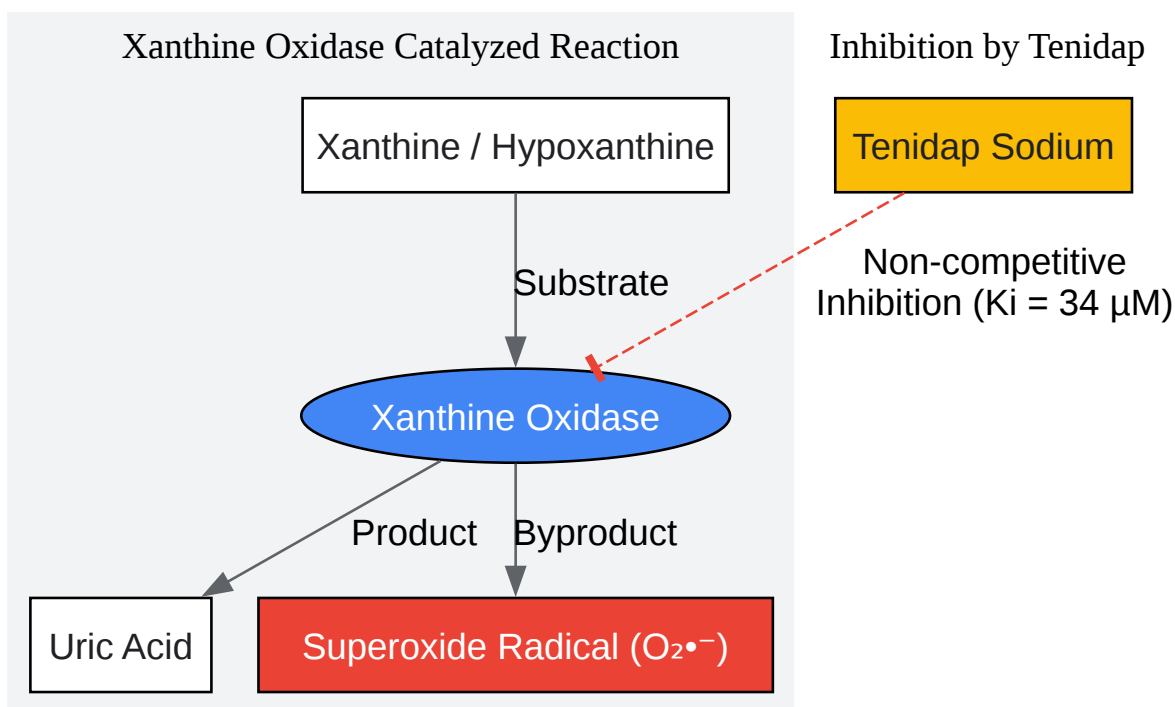 Xanthine Oxidase Catalyzed Reaction
Inhibition by Tenidap
Xanthine / Hypoxanthine
Tenidap Sodium
Non-competitive
Inhibition (Ki = 34 µM)
Substrate
Xanthine Oxidase
Product
Byproduct
Uric Acid
Superoxide Radical (O₂•⁻)